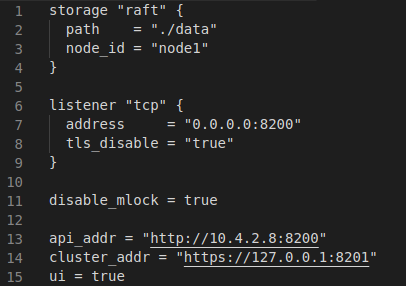 1 storage "raft" {
2   path    = "./data"
3   node_id = "node1"
4 }
5
6 listener "tcp" {
7   address     = "0.0.0.0:8200"
8   tls_disable = "true"
9 }
10
11 disable_mlock = true
12
13 api_addr = "http://10.4.2.8:8200"
14 cluster_addr = "https://127.0.0.1:8201"
15 ui = true